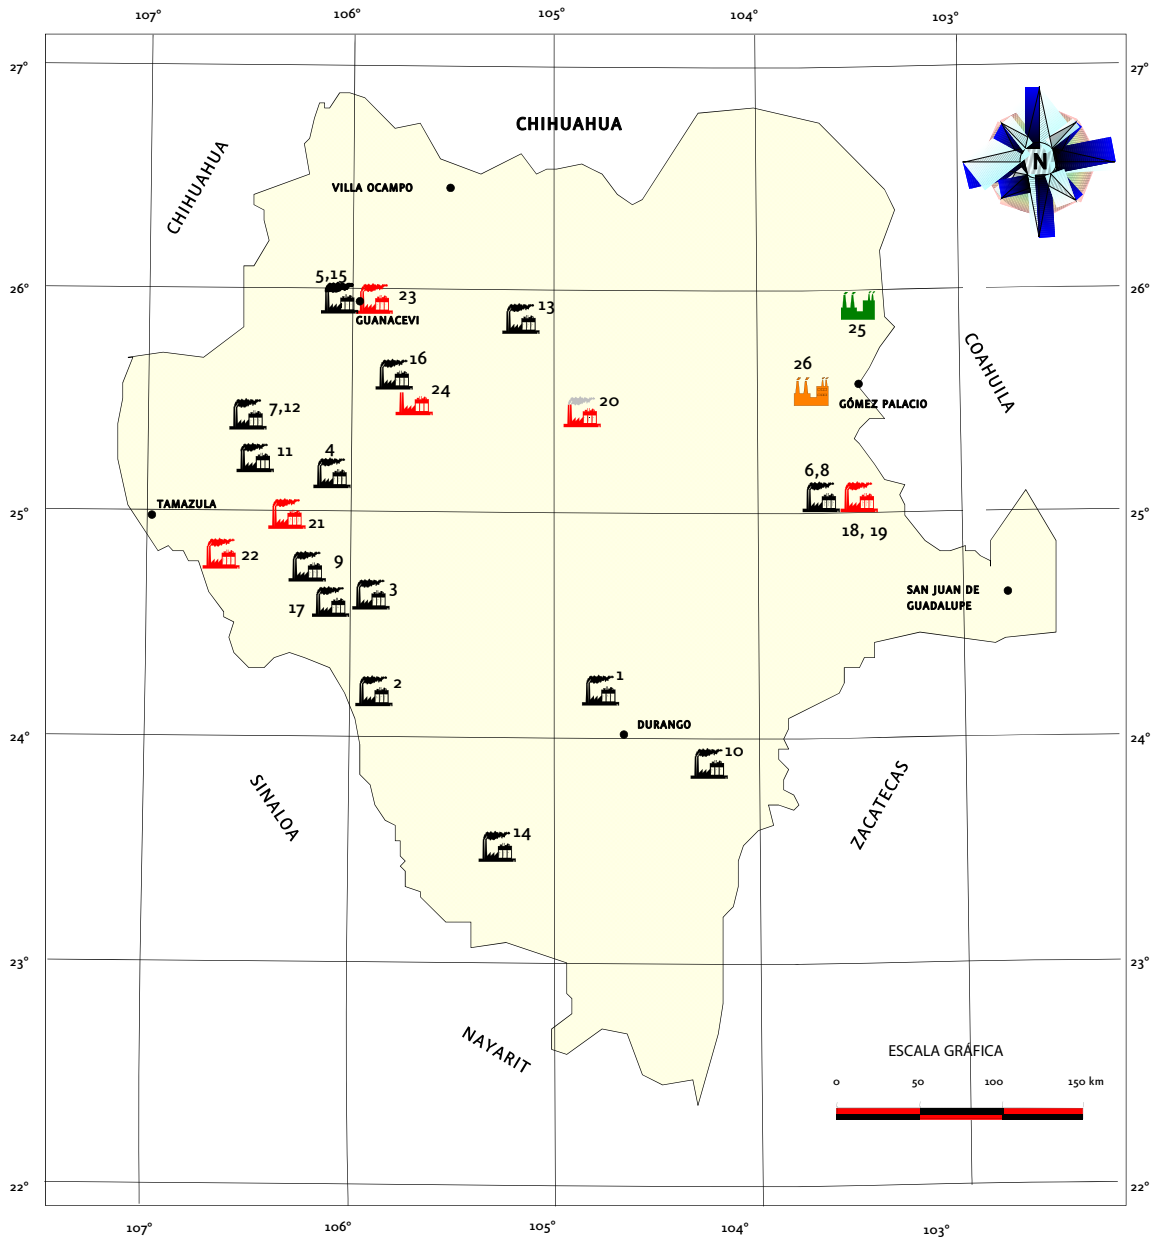 107° 106° 105° 104° 103°
27° 27°
CHIHUAHUA
CHIHUAHUA
N
VILLA OCAMPO
26° 26°
5,15
23
GUANACEVI
13
25
COAHUILA
16
26
24
20
GÓMEZ PALACIO
7,12
11
4
6,8
TAMAZULA
25° 25°
21
18, 19
22
9
3
17
SAN JUAN DE
GUADALUPE
2
1
DURANGO
24° 24°
10
SINALOA
ZACATECAS
14
23° 23°
NAYARIT
ESCALA GRÁFICA
0 50 100 150 km
22° 22°
107° 106° 105° 104° 103°